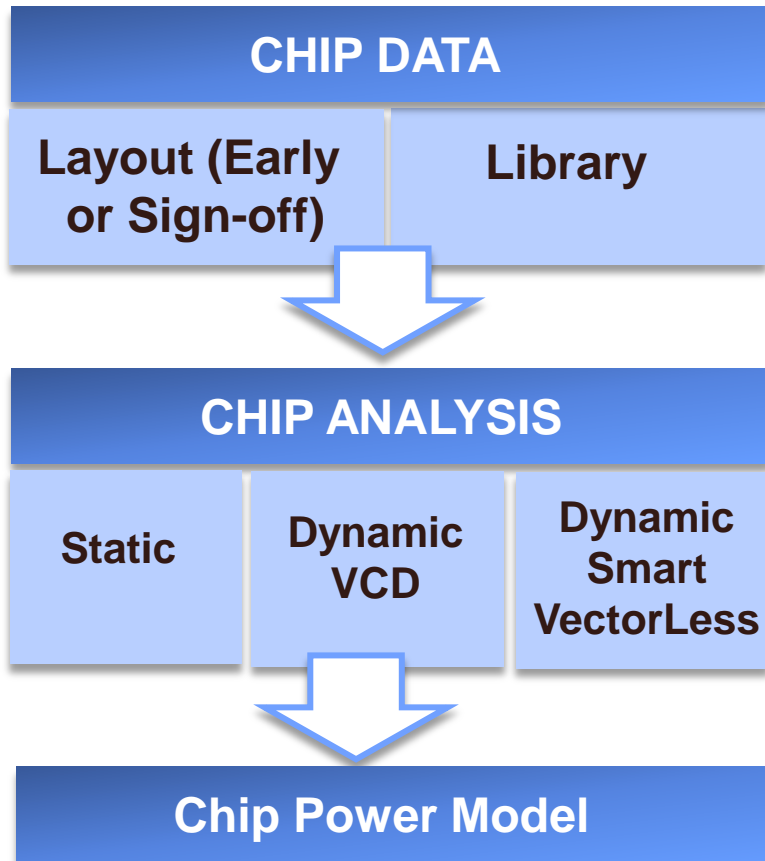 CHIP DATA
Layout (Early
or Sign-off)
Library
CHIP ANALYSIS
Static
Dynamic
VCD
Dynamic
Smart
VectorLess
Chip Power Model